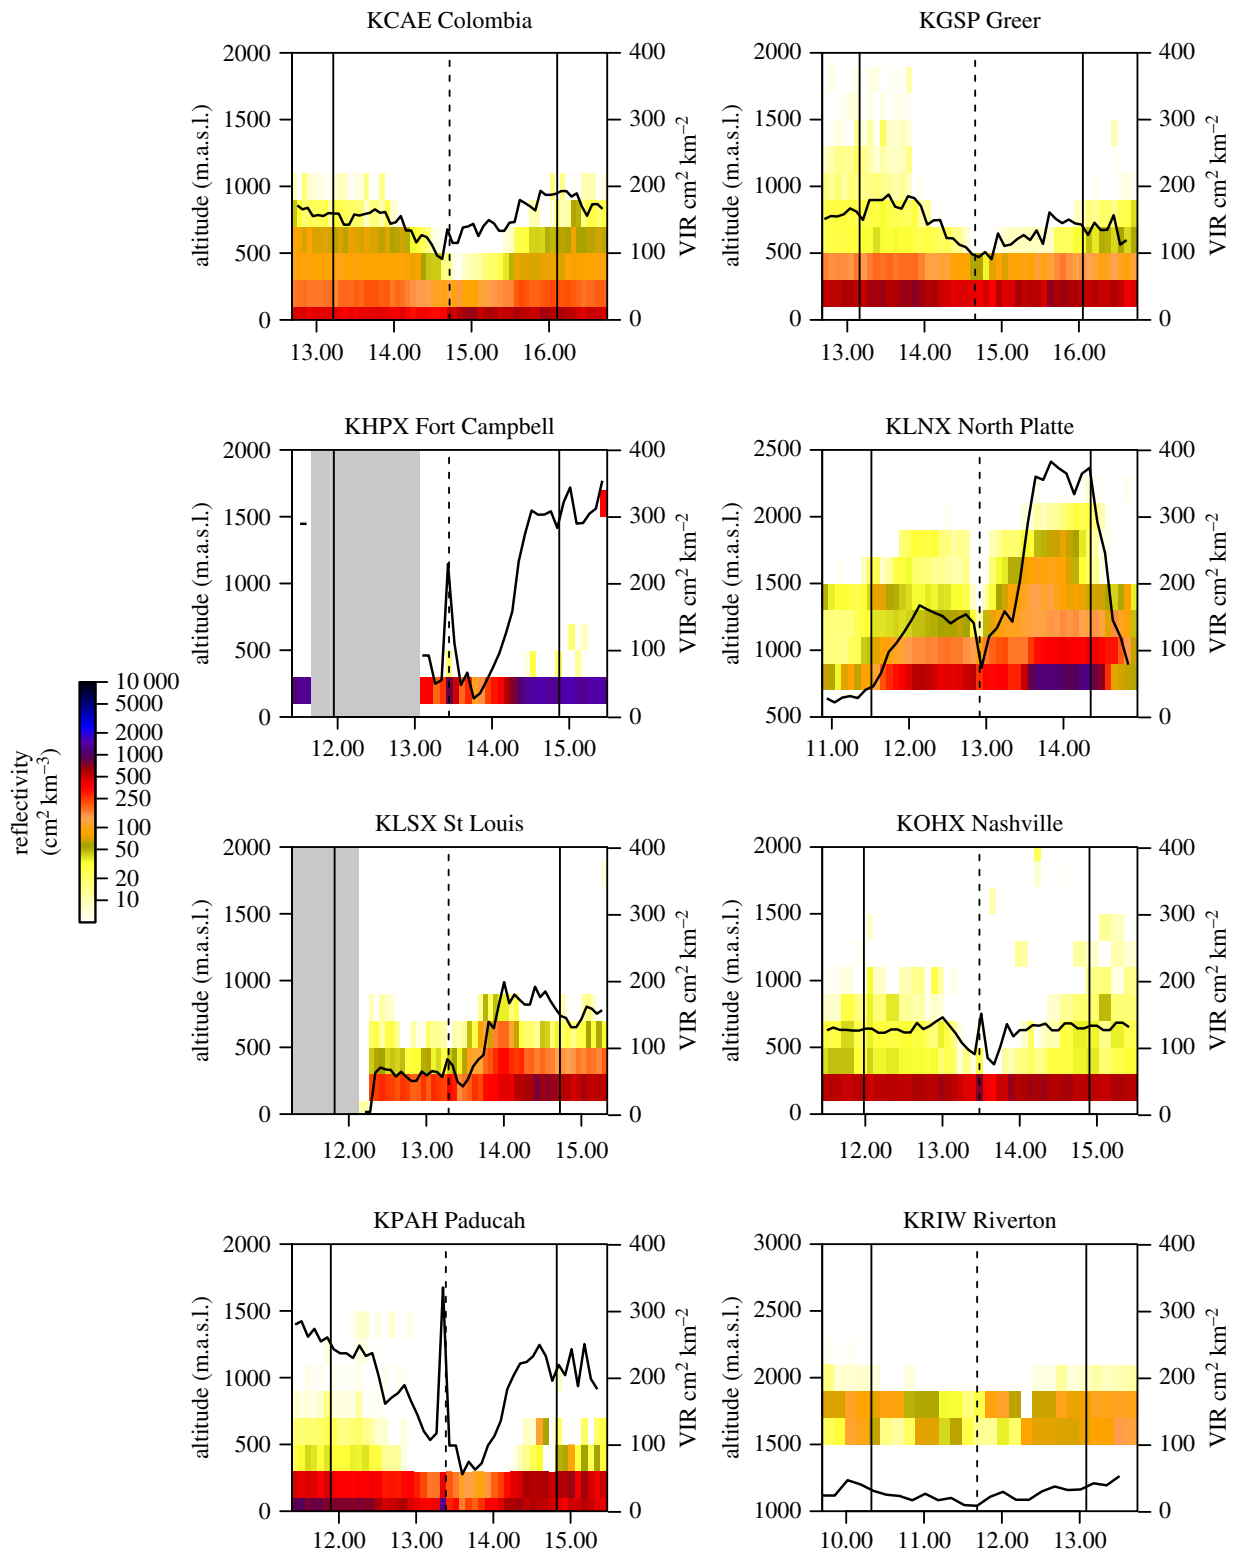 KCAE Colombia
KGSP Greer
2000
1500
1000
500
0
altitude (m.a.s.l.)
400
300
200
100
0
VIR cm² km⁻²
13.00 14.00 15.00 16.00
2000
1500
1000
500
0
altitude (m.a.s.l.)
400
300
200
100
0
VIR cm² km⁻²
13.00 14.00 15.00 16.00
KHPX Fort Campbell
KLNX North Platte
2000
1500
1000
500
0
altitude (m.a.s.l.)
400
300
200
100
0
VIR cm² km⁻²
12.00 13.00 14.00 15.00
2500
2000
1500
1000
500
altitude (m.a.s.l.)
400
300
200
100
0
VIR cm² km⁻²
11.00 12.00 13.00 14.00
reflectivity
(cm² km⁻³)
10 000
5000
2000
1000
500
250
100
50
20
10
KLSX St Louis
KOHX Nashville
2000
1500
1000
500
0
altitude (m.a.s.l.)
400
300
200
100
0
VIR cm² km⁻²
12.00 13.00 14.00 15.00
2000
1500
1000
500
0
altitude (m.a.s.l.)
400
300
200
100
0
VIR cm² km⁻²
12.00 13.00 14.00 15.00
KPAH Paducah
KRIW Riverton
2000
1500
1000
500
0
altitude (m.a.s.l.)
400
300
200
100
0
VIR cm² km⁻²
12.00 13.00 14.00 15.00
3000
2500
2000
1500
1000
altitude (m.a.s.l.)
400
300
200
100
0
VIR cm² km⁻²
10.00 11.00 12.00 13.00